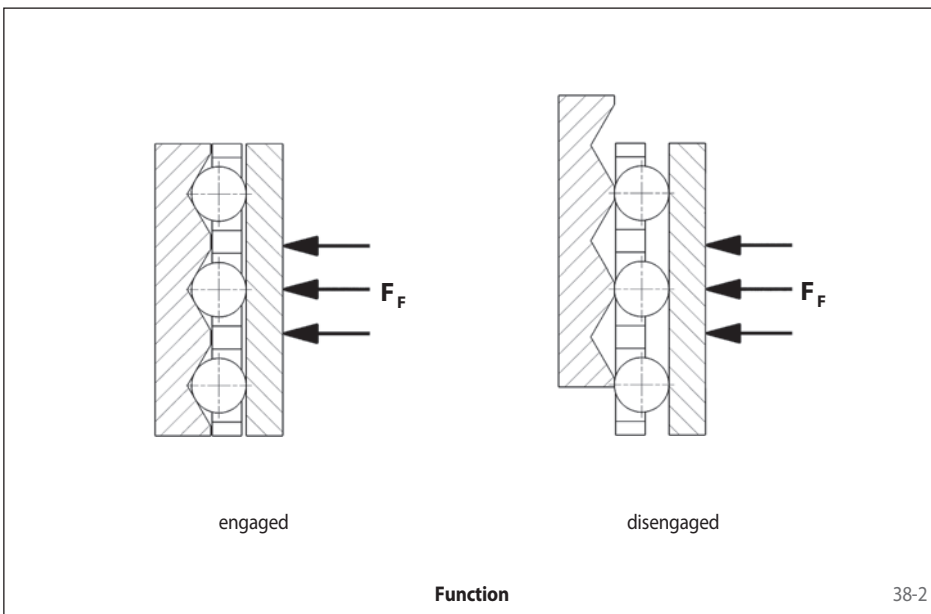 F_F
F_F
engaged
disengaged
Function
38-2